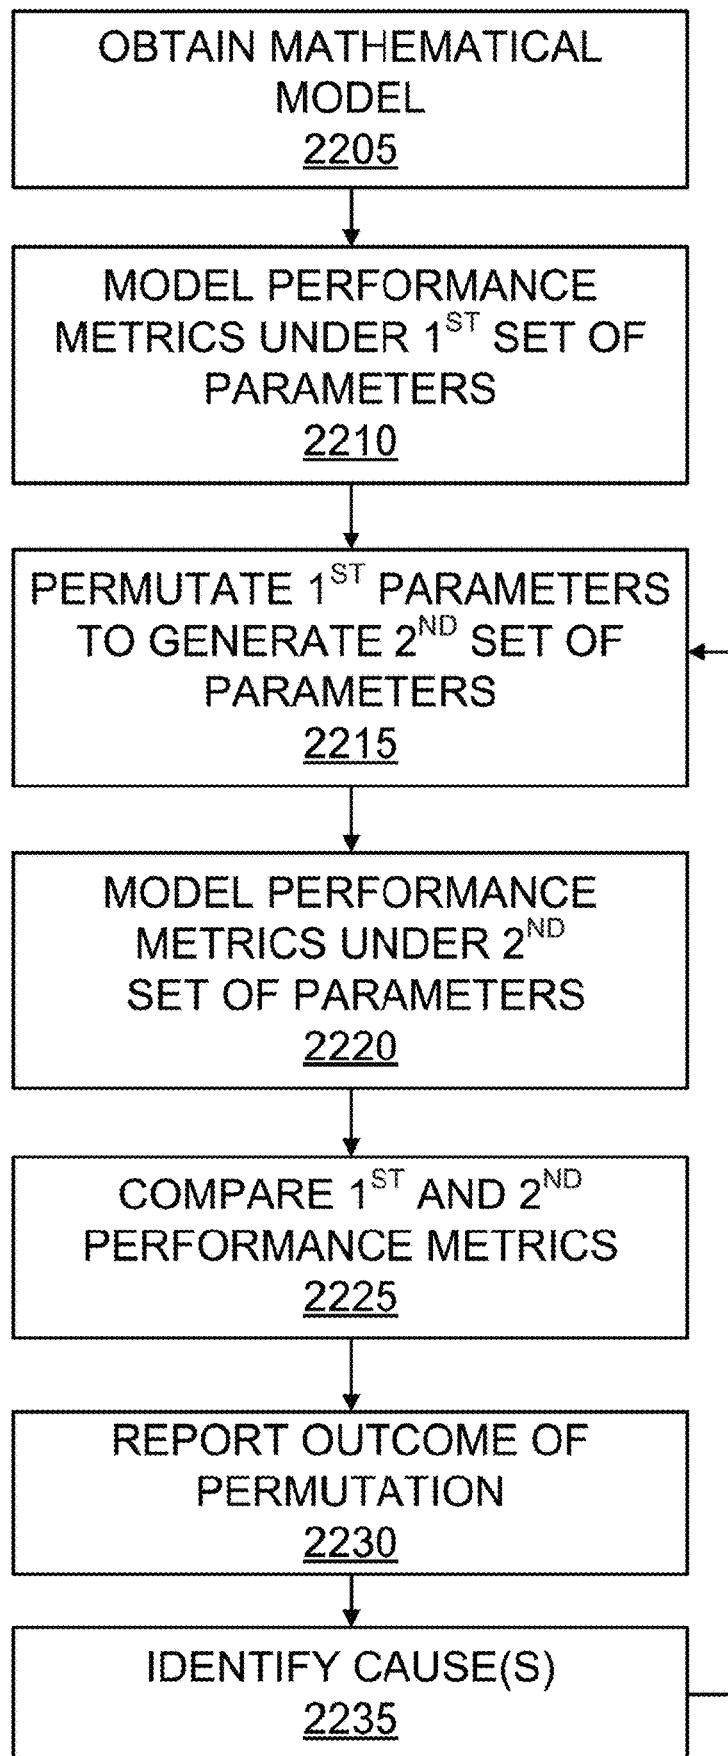 OBTAIN MATHEMATICAL
MODEL
2205
MODEL PERFORMANCE
METRICS UNDER 1ST SET OF
PARAMETERS
2210
PERMUTATE 1ST PARAMETERS
TO GENERATE 2ND SET OF
PARAMETERS
2215
MODEL PERFORMANCE
METRICS UNDER 2ND
SET OF PARAMETERS
2220
COMPARE 1ST AND 2ND
PERFORMANCE METRICS
2225
REPORT OUTCOME OF
PERMUTATION
2230
IDENTIFY CAUSE(S)
2235